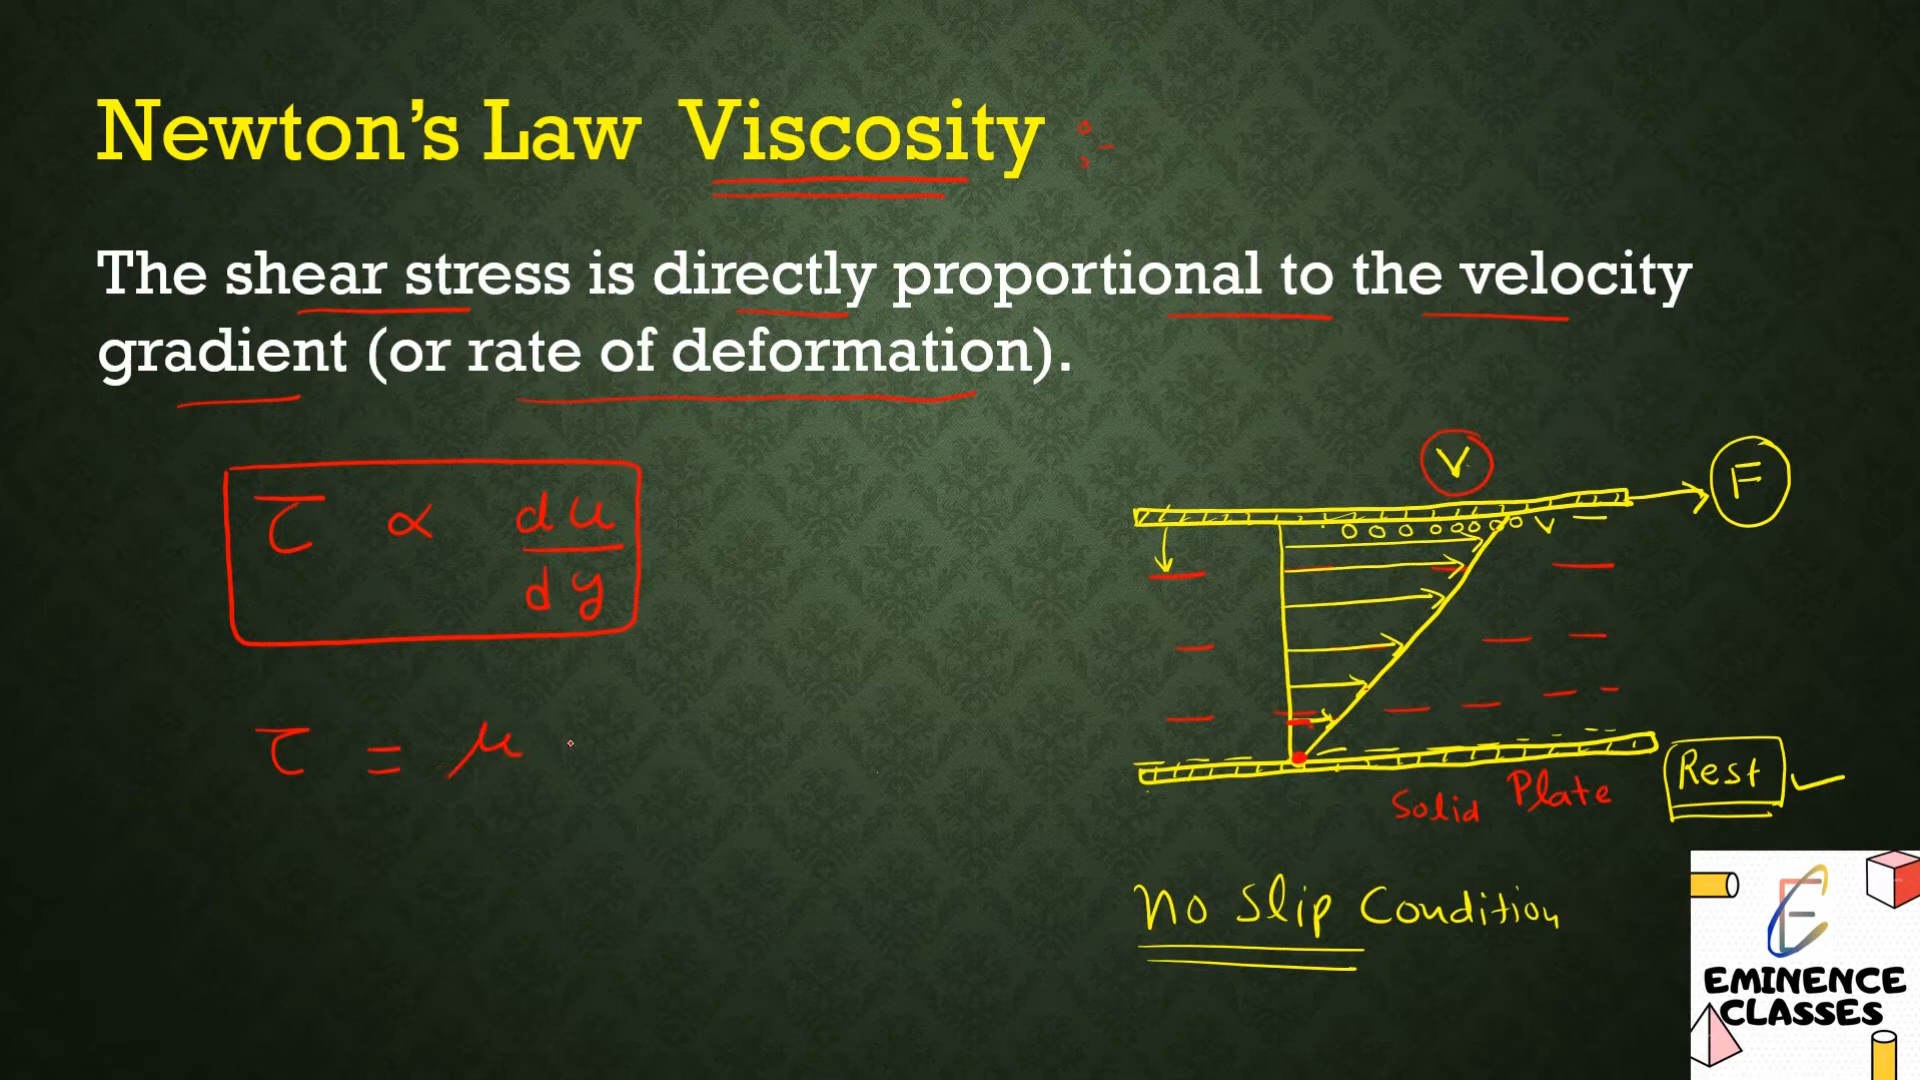 Newton's Law Viscosity :-
The shear stress is directly proportional to the velocity
gradient (or rate of deformation).
τ ∝ du/dy
τ = μ
V
F
V
Rest ✓
Solid Plate
No Slip Condition
E
EMINENCE
CLASSES